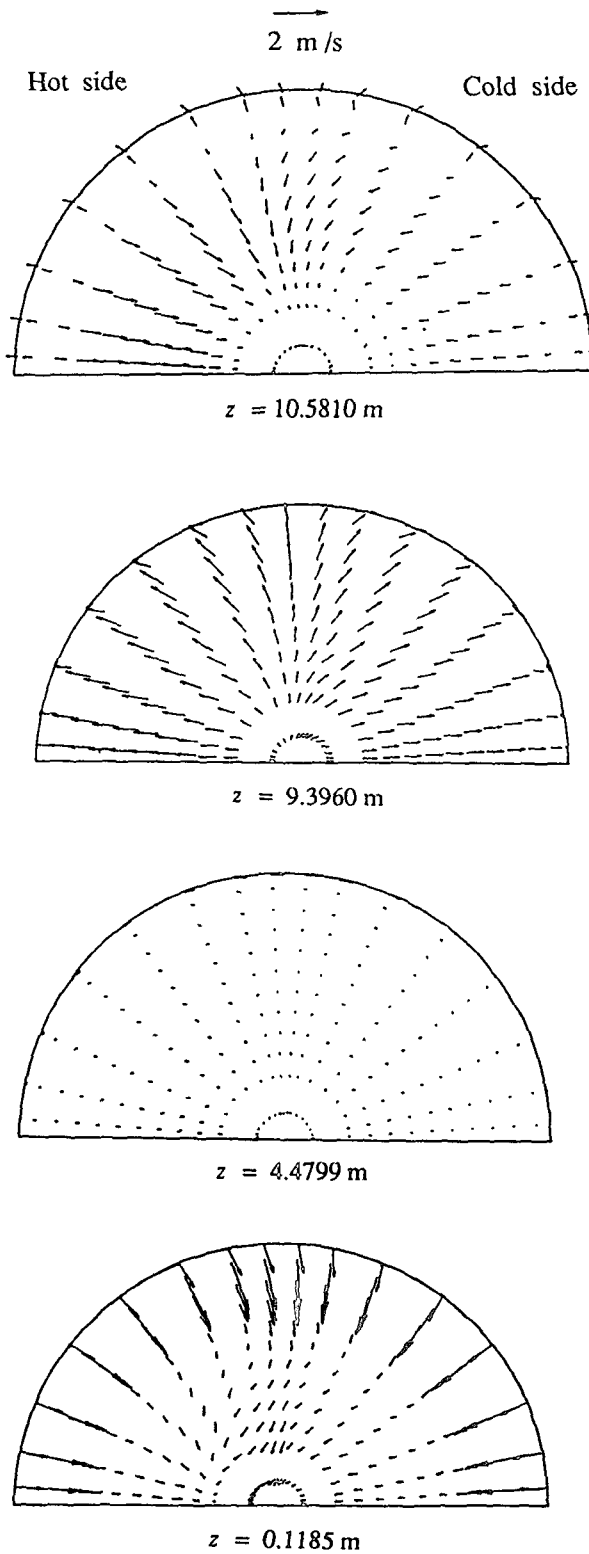 2 m/s
Hot side
Cold side
z = 10.5810 m
z = 9.3960 m
z = 4.4799 m
z = 0.1185 m